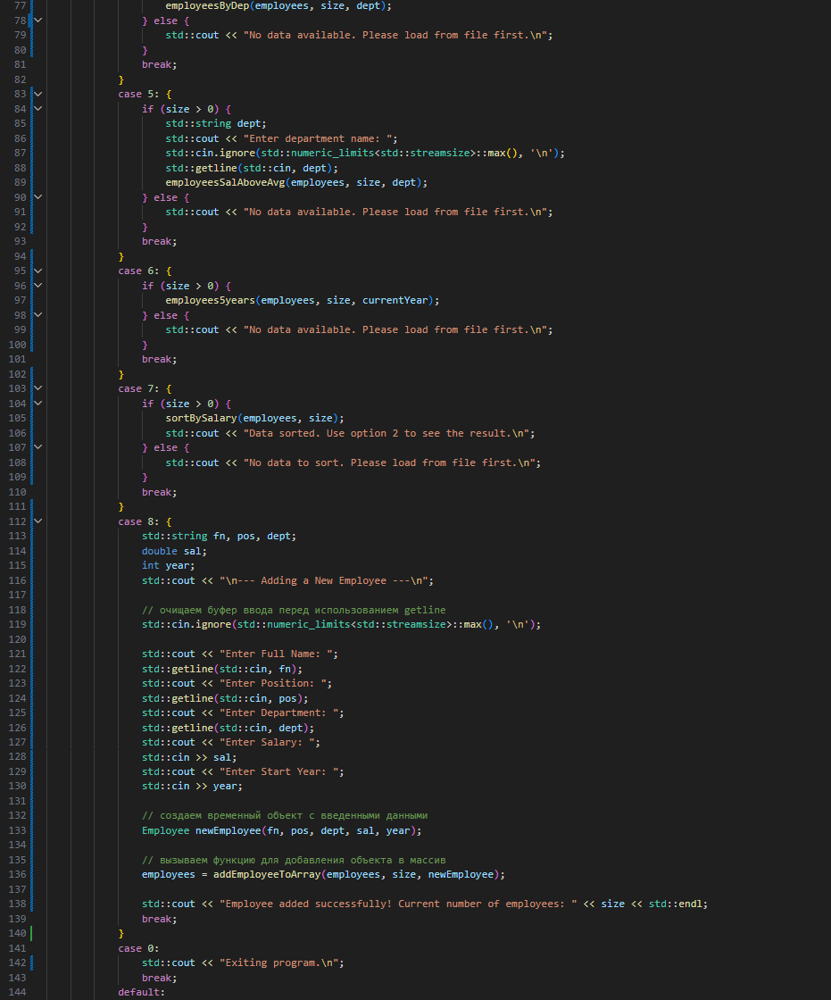 77 employeesByDep(employees, size, dept);
78 } else {
79 std::cout << "No data available. Please load from file first.\n";
80 }
81 break;
82 }
83 case 5: {
84 if (size > 0) {
85 std::string dept;
86 std::cout << "Enter department name: ";
87 std::cin.ignore(std::numeric_limits<std::streamsize>::max(), '\n');
88 std::getline(std::cin, dept);
89 employeesSalAboveAvg(employees, size, dept);
90 } else {
91 std::cout << "No data available. Please load from file first.\n";
92 }
93 break;
94 }
95 case 6: {
96 if (size > 0) {
97 employees5years(employees, size, currentYear);
98 } else {
99 std::cout << "No data available. Please load from file first.\n";
100 }
101 break;
102 }
103 case 7: {
104 if (size > 0) {
105 sortBySalary(employees, size);
106 std::cout << "Data sorted. Use option 2 to see the result.\n";
107 } else {
108 std::cout << "No data to sort. Please load from file first.\n";
109 }
110 break;
111 }
112 case 8: {
113 std::string fn, pos, dept;
114 double sal;
115 int year;
116 std::cout << "\n--- Adding a New Employee ---\n";
117
118 // очищаем буфер ввода перед использованием getline
119 std::cin.ignore(std::numeric_limits<std::streamsize>::max(), '\n');
120
121 std::cout << "Enter Full Name: ";
122 std::getline(std::cin, fn);
123 std::cout << "Enter Position: ";
124 std::getline(std::cin, pos);
125 std::cout << "Enter Department: ";
126 std::getline(std::cin, dept);
127 std::cout << "Enter Salary: ";
128 std::cin >> sal;
129 std::cout << "Enter Start Year: ";
130 std::cin >> year;
131
132 // создаем временный объект с введенными данными
133 Employee newEmployee(fn, pos, dept, sal, year);
134
135 // вызываем функцию для добавления объекта в массив
136 employees = addEmployeeToArray(employees, size, newEmployee);
137
138 std::cout << "Employee added successfully! Current number of employees: " << size << std::endl;
139 break;
140 }
141 case 0:
142 std::cout << "Exiting program.\n";
143 break;
144 default: